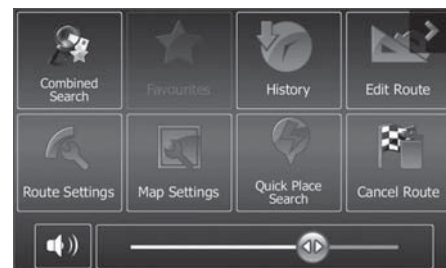 Combined
Search
Favourites
History
Edit Route
Route Settings
Map Settings
Quick Place
Search
Cancel Route